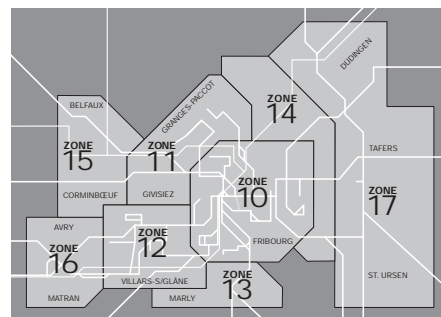 DÜDINGEN
BELFAUX
GRANGES-PACCOT
ZONE
14
ZONE
15
ZONE
11
TAFERS
ZONE
10
ZONE
17
CORMINBŒUF
GIVISIEZ
AVRY
ZONE
12
FRIBOURG
ZONE
16
ZONE
13
ST. URSEN
VILLARS-S/GLÂNE
MATRAN
MARLY